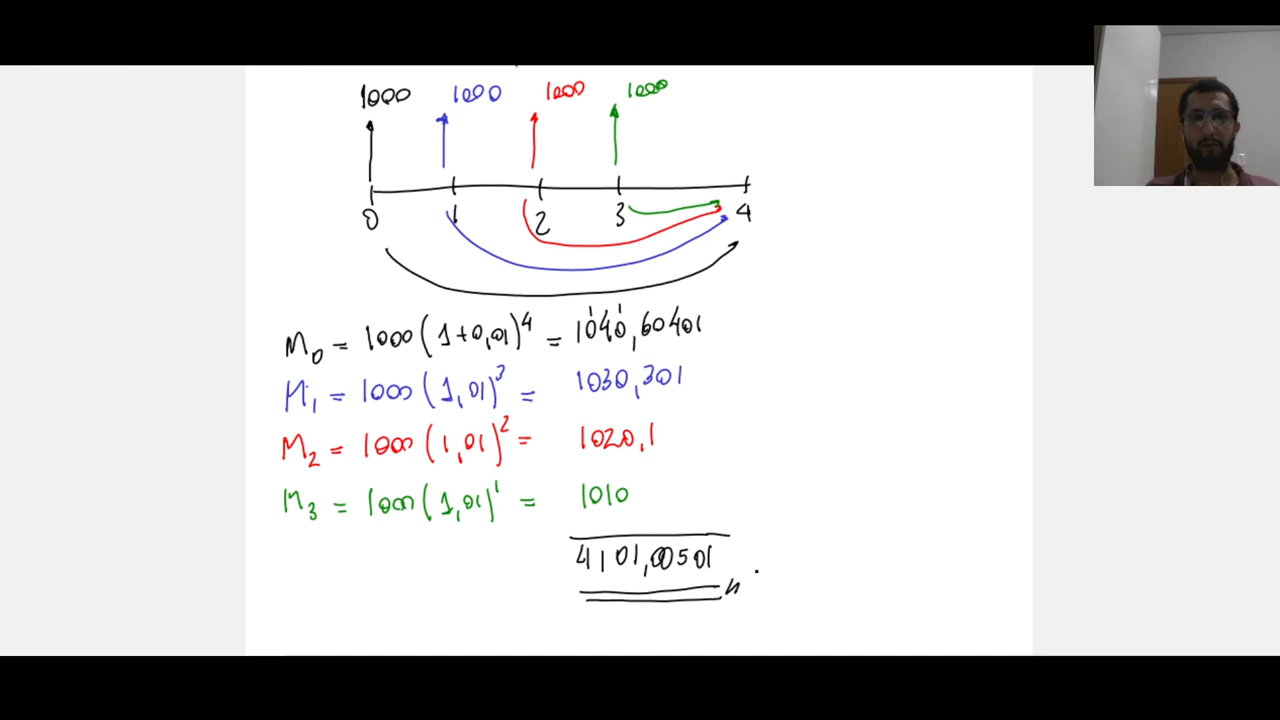 1000 1000 1000 1000
0 1 2 3 4
M₀ = 1000 (1+0,01)⁴ = 1040,60401
M₁ = 1000 (1,01)³ = 1030,301
M₂ = 1000 (1,01)² = 1020,1
M₃ = 1000 (1,01)¹ = 1010
4101,00501